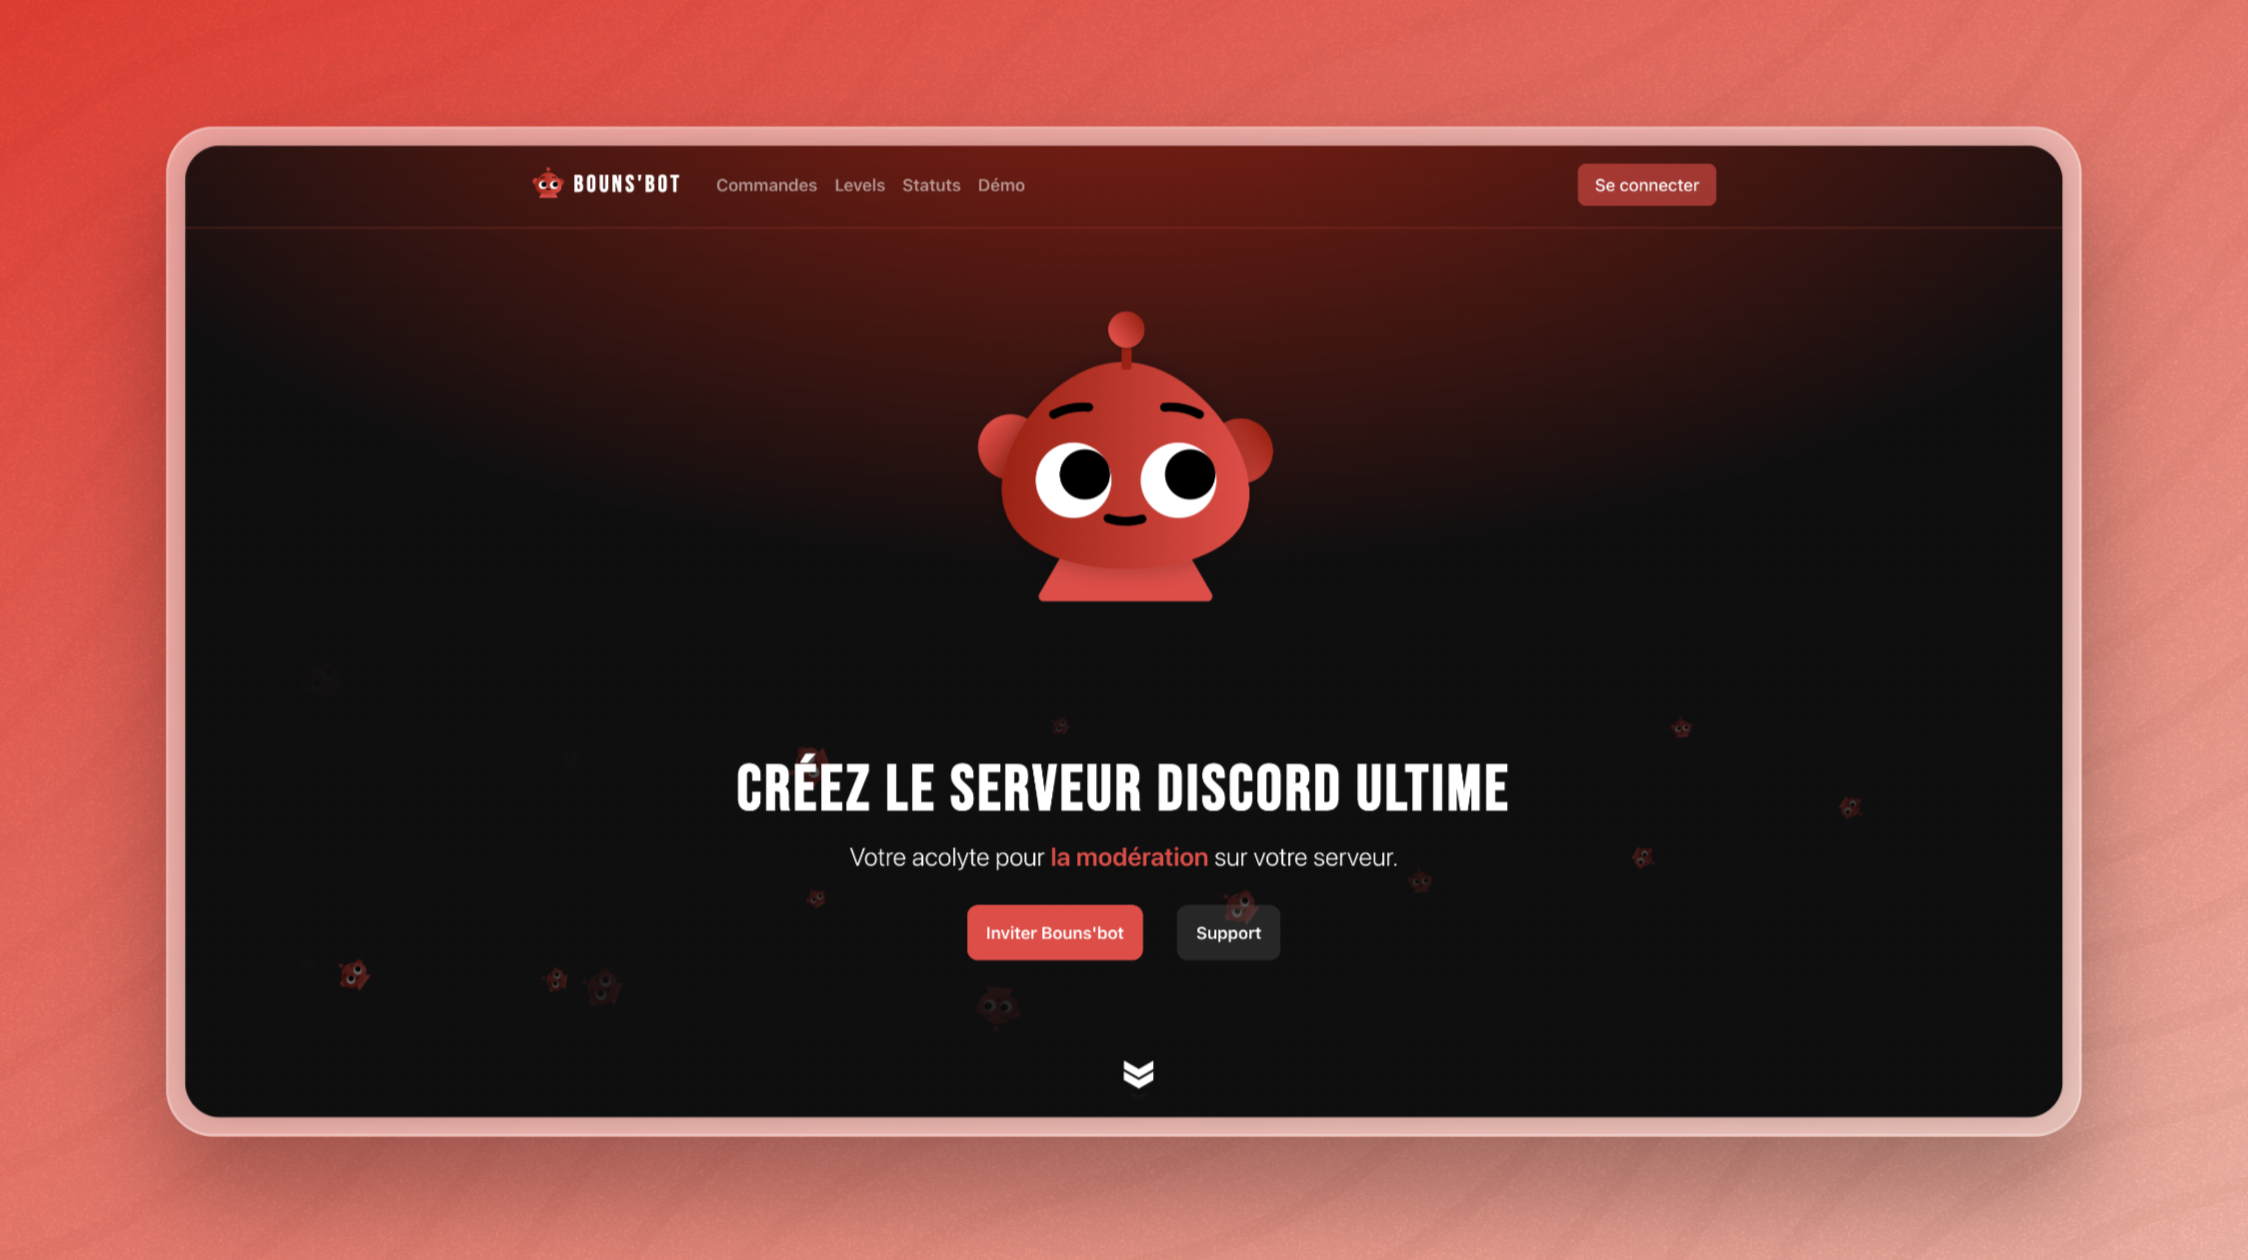 BOUNS'BOT
Commandes Levels Statuts Démo
Se connecter
CRÉEZ LE SERVEUR DISCORD ULTIME
Votre acolyte pour la modération sur votre serveur.
Inviter Bouns'bot
Support